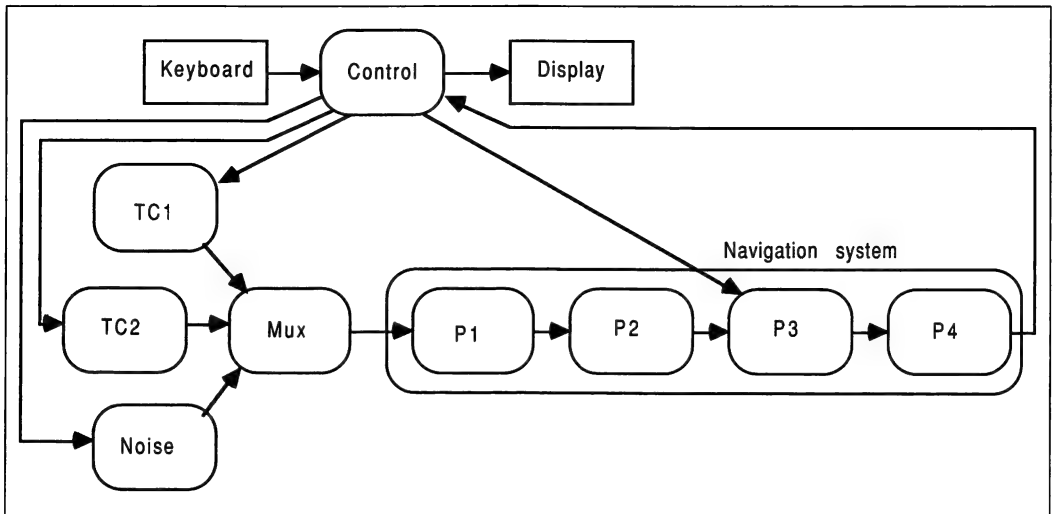 Keyboard
Control
Display
TC1
Navigation system
TC2
Mux
P1
P2
P3
P4
Noise